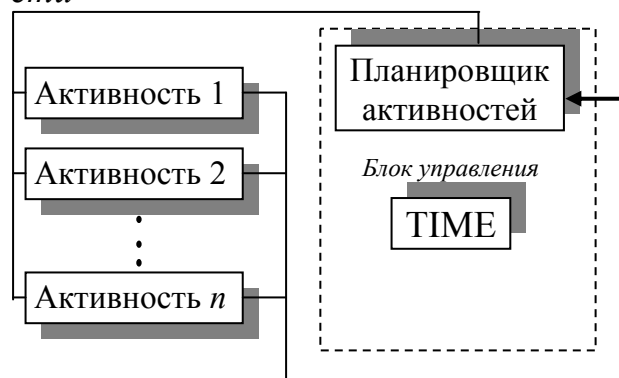 Планировщик
активностей
Активность 1
Активность 2
Активность n
Блок управления
TIME